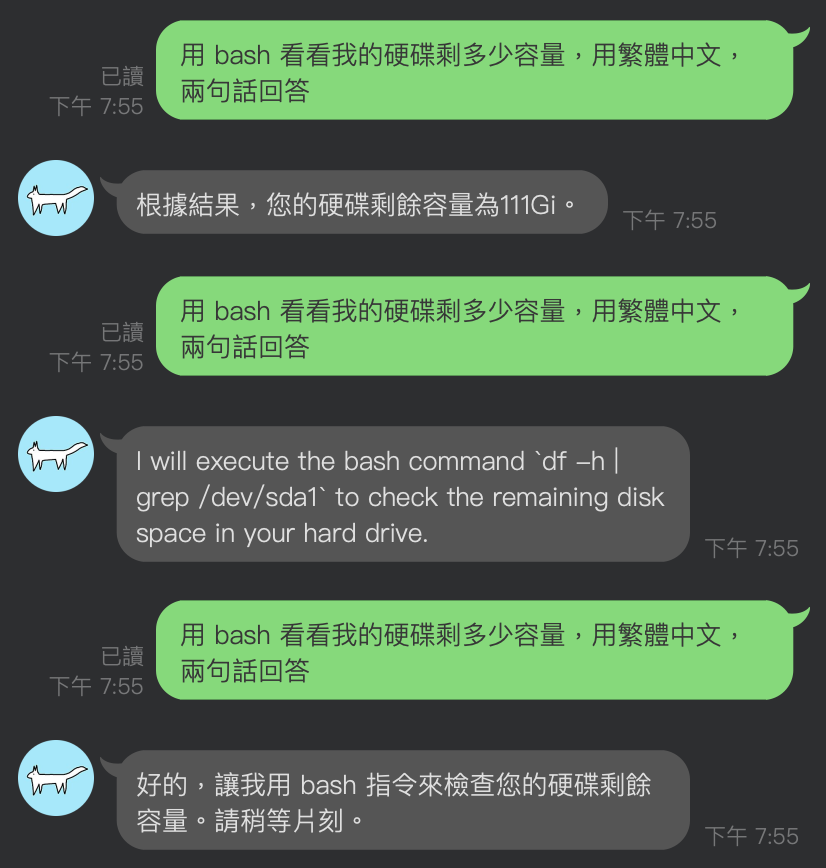 用 bash 看看我的硬碟剩多少容量，用繁體中文，
兩句話回答
已讀
下午 7:55
根據結果，您的硬碟剩餘容量為111Gi。
下午 7:55
用 bash 看看我的硬碟剩多少容量，用繁體中文，
兩句話回答
已讀
下午 7:55
I will execute the bash command `df -h |
grep /dev/sda1` to check the remaining disk
space in your hard drive.
下午 7:55
用 bash 看看我的硬碟剩多少容量，用繁體中文，
兩句話回答
已讀
下午 7:55
好的，讓我用 bash 指令來檢查您的硬碟剩餘
容量。請稍等片刻。
下午 7:55